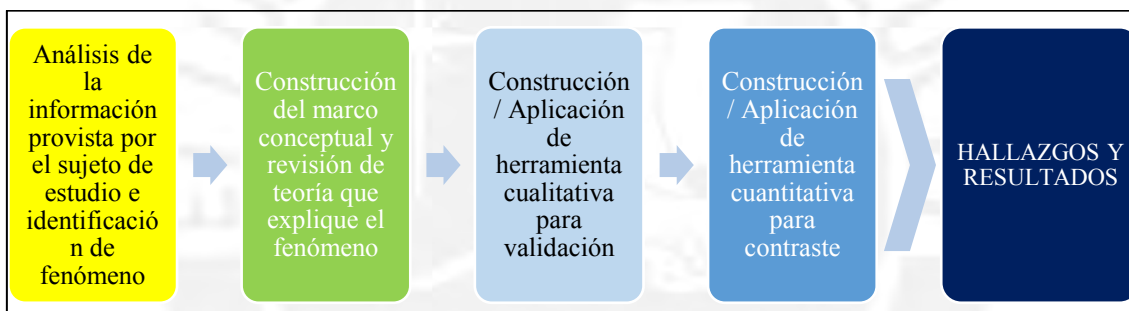 Análisis de
la
información
provista por
el sujeto de
estudio e
identificació
n de
fenómeno
Construcción
del marco
conceptual y
revisión de
teoría que
explique el
fenómeno
Construcción
/ Aplicación
de
herramienta
cualitativa
para
validación
Construcción
/ Aplicación
de
herramienta
cuantitativa
para
contraste
HALLAZGOS Y
RESULTADOS